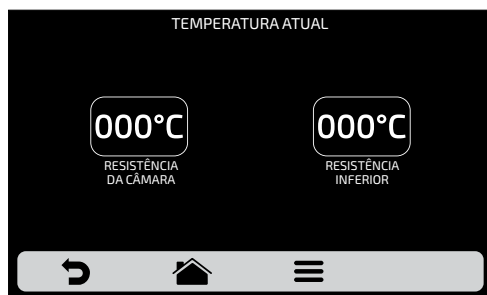 TEMPERATURA ATUAL
000°C
RESISTÊNCIA
DA CÂMARA
000°C
RESISTÊNCIA
INFERIOR